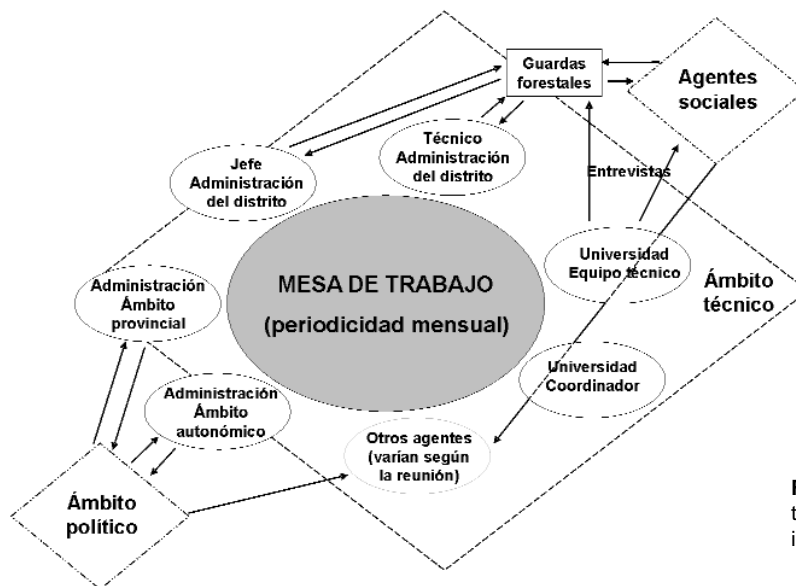 Guardas
forestales
Agentes
sociales
Técnico
Administración
del distrito
Jefe
Administración
del distrito
Entrevistas
Universidad
Equipo técnico
Ámbito
técnico
MESA DE TRABAJO
(periodicidad mensual)
Administración
Ámbito
provincial
Universidad
Coordinador
Administración
Ámbito
autonómico
Otros agentes
(varían según
la reunión)
Ámbito
político